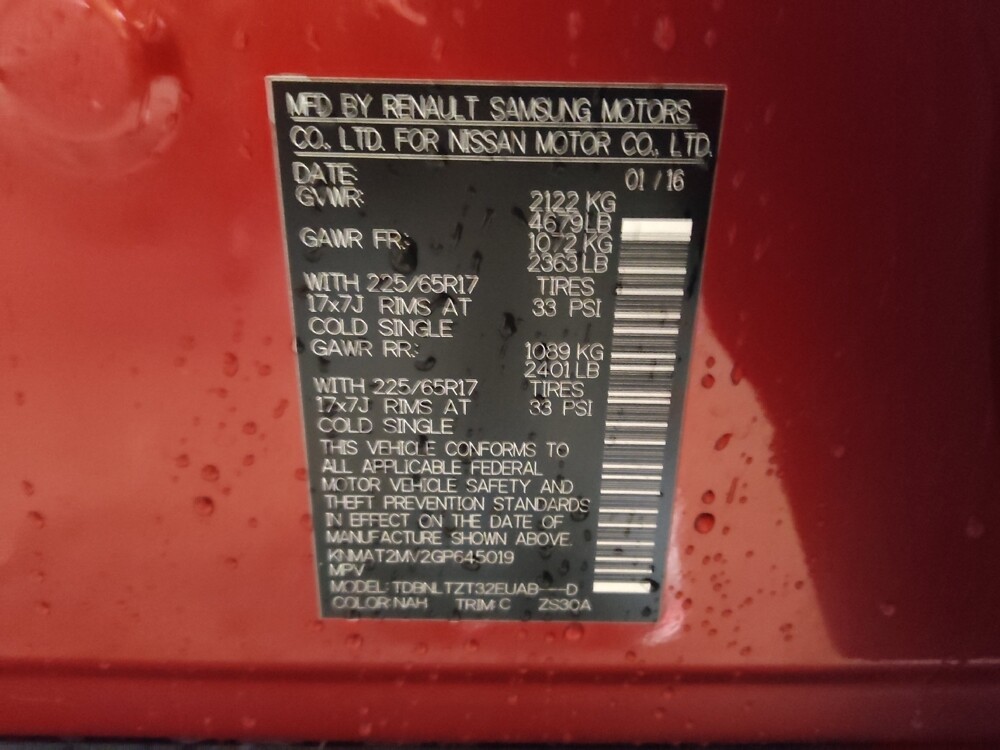 MFD BY RENAULT SAMSUNG MOTORS
CO., LTD. FOR NISSAN MOTOR CO., LTD.
DATE: 01 / 16
GVWR: 2122 KG
4679 LB
GAWR FR: 1072 KG
2363 LB
WITH 225/65R17 TIRES
17x7J RIMS AT 33 PSI
COLD SINGLE
GAWR RR: 1089 KG
2401 LB
WITH 225/65R17 TIRES
17x7J RIMS AT 33 PSI
COLD SINGLE
THIS VEHICLE CONFORMS TO
ALL APPLICABLE FEDERAL
MOTOR VEHICLE SAFETY AND
THEFT PREVENTION STANDARDS
IN EFFECT ON THE DATE OF
MANUFACTURE SHOWN ABOVE.
KNMAT2MV2GP645019
MPV
MODEL: TDBNLTZT32EUAB---D
COLOR: NAH TRIM: C ZS30A